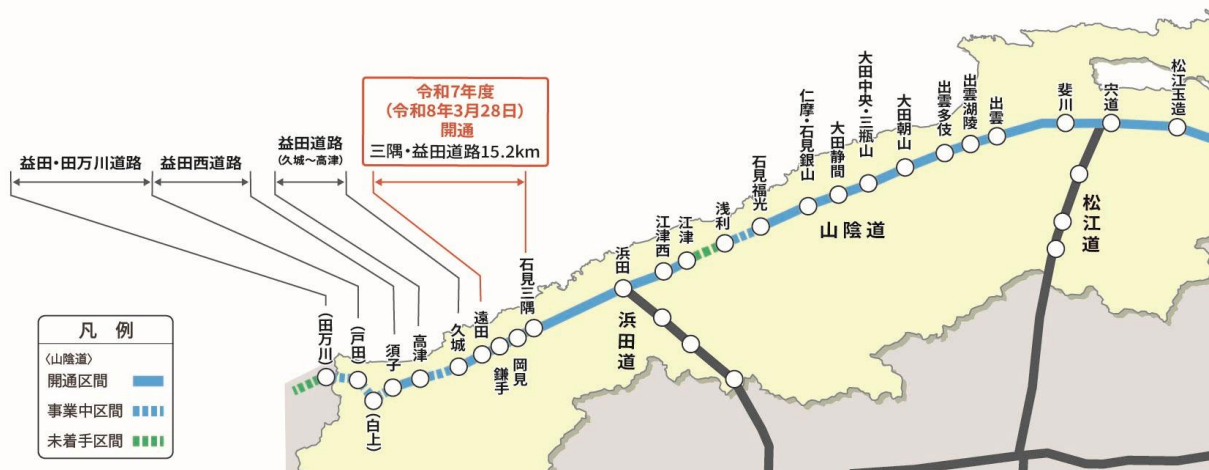 令和7年度
（令和8年3月28日）
開通
三隅・益田道路15.2km
益田・田万川道路
益田西道路
益田道路
（久城～高津）
（田万川）
（戸田）
（白上）
須子
高津
久城
遠田
鎌手
岡見
石見三隅
浜田
江津西
江津
浅利
石見福光
仁摩・石見銀山
大田静間
大田中央・三瓶山
大田朝山
出雲多伎
出雲湖陵
出雲
斐川
宍道
松江玉造
山陰道
浜田道
松江道
凡例
〈山陰道〉
開通区間
事業中区間
未着手区間